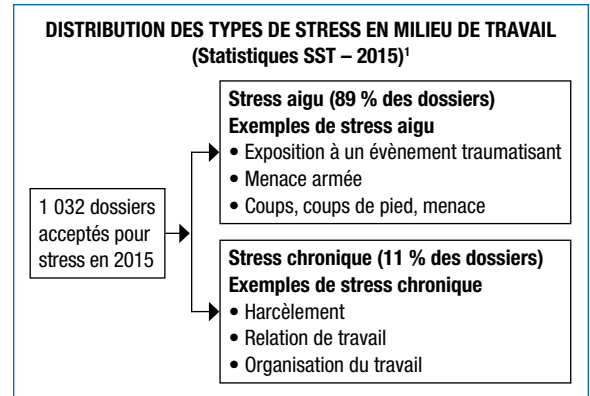 DISTRIBUTION DES TYPES DE STRESS EN MILIEU DE TRAVAIL
(Statistiques SST – 2015)¹
1 032 dossiers
acceptés pour
stress en 2015
Stress aigu (89 % des dossiers)
Exemples de stress aigu
• Exposition à un évènement traumatisant
• Menace armée
• Coups, coups de pied, menace
Stress chronique (11 % des dossiers)
Exemples de stress chronique
• Harcèlement
• Relation de travail
• Organisation du travail